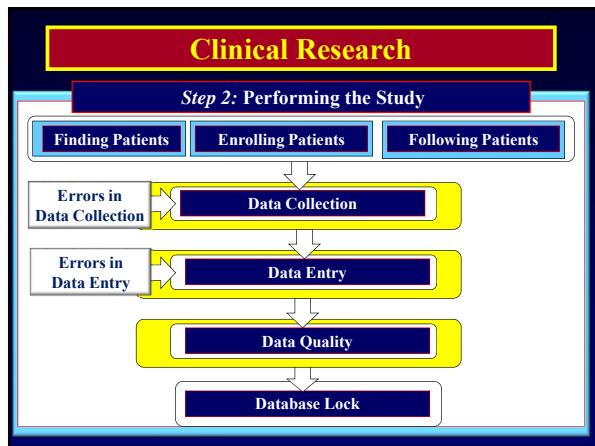 Clinical Research
Step 2: Performing the Study
Finding Patients
Enrolling Patients
Following Patients
Errors in
Data Collection
Data Collection
Errors in
Data Entry
Data Entry
Data Quality
Database Lock